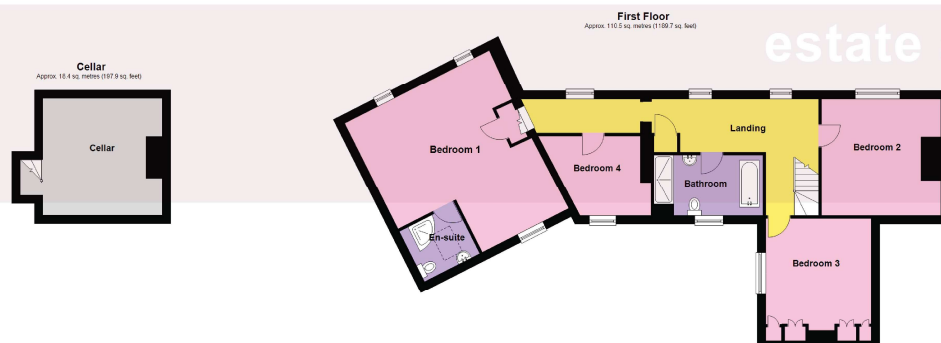 First Floor
Approx. 110.5 sq. metres (1189.7 sq. feet)
estate
Cellar
Approx. 18.4 sq. metres (197.9 sq. feet)
Cellar
Bedroom 1
Landing
Bedroom 2
Bedroom 4
Bathroom
En-suite
Bedroom 3